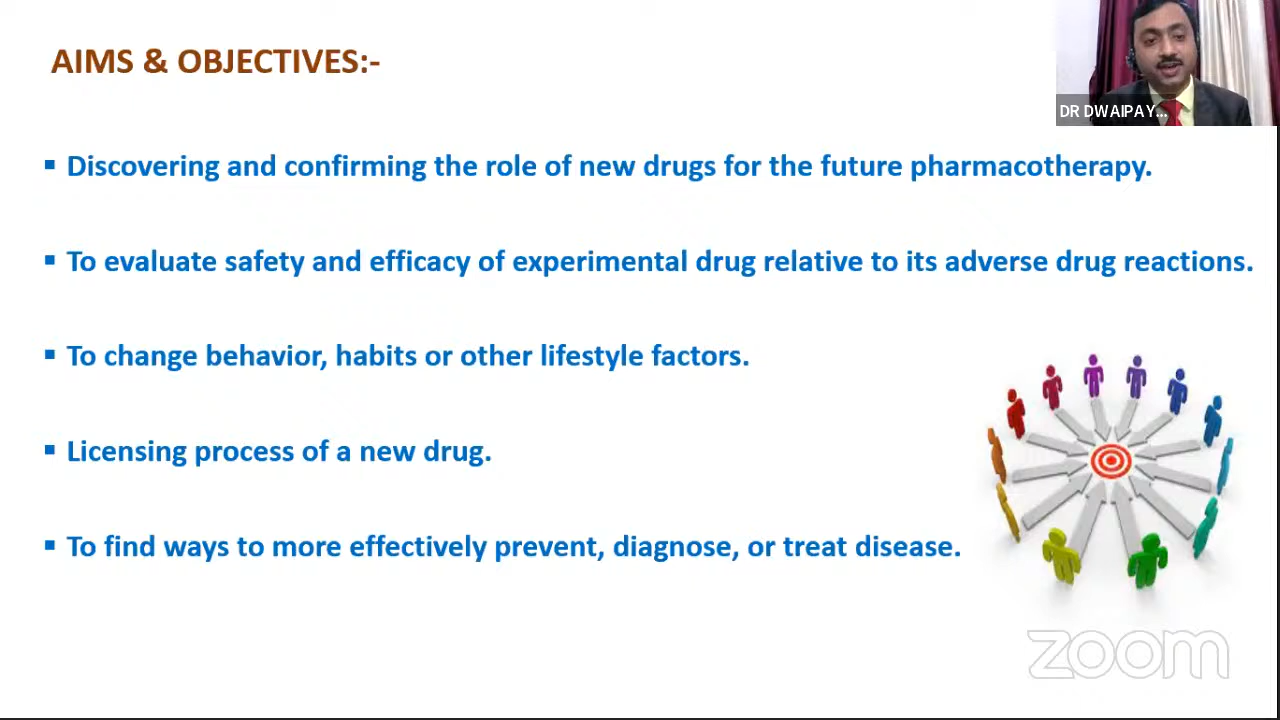 AIMS & OBJECTIVES:-
DR DWAIPAY...
▪ Discovering and confirming the role of new drugs for the future pharmacotherapy.
▪ To evaluate safety and efficacy of experimental drug relative to its adverse drug reactions.
▪ To change behavior, habits or other lifestyle factors.
▪ Licensing process of a new drug.
▪ To find ways to more effectively prevent, diagnose, or treat disease.
zoom